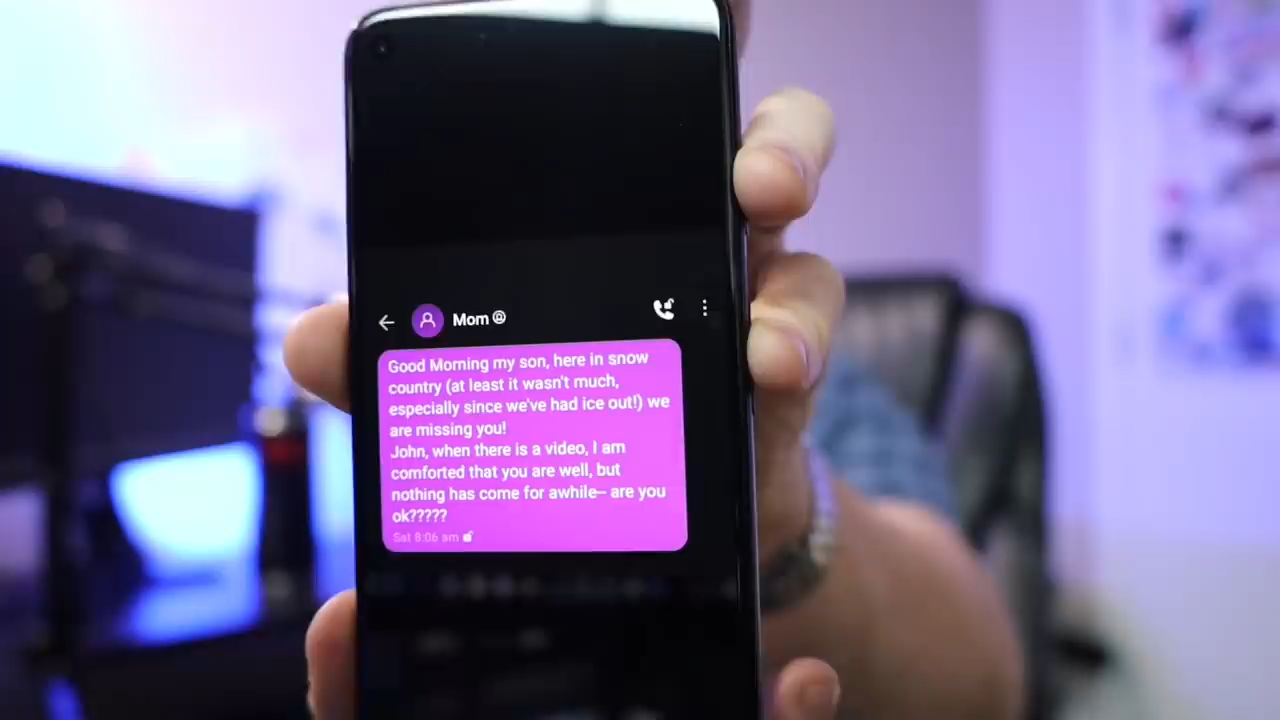 Mom
Good Morning my son, here in snow
country (at least it wasn't much,
especially since we've had ice out!) we
are missing you!
John, when there is a video, I am
comforted that you are well, but
nothing has come for awhile– are you
ok?????
Sat 8:06 am